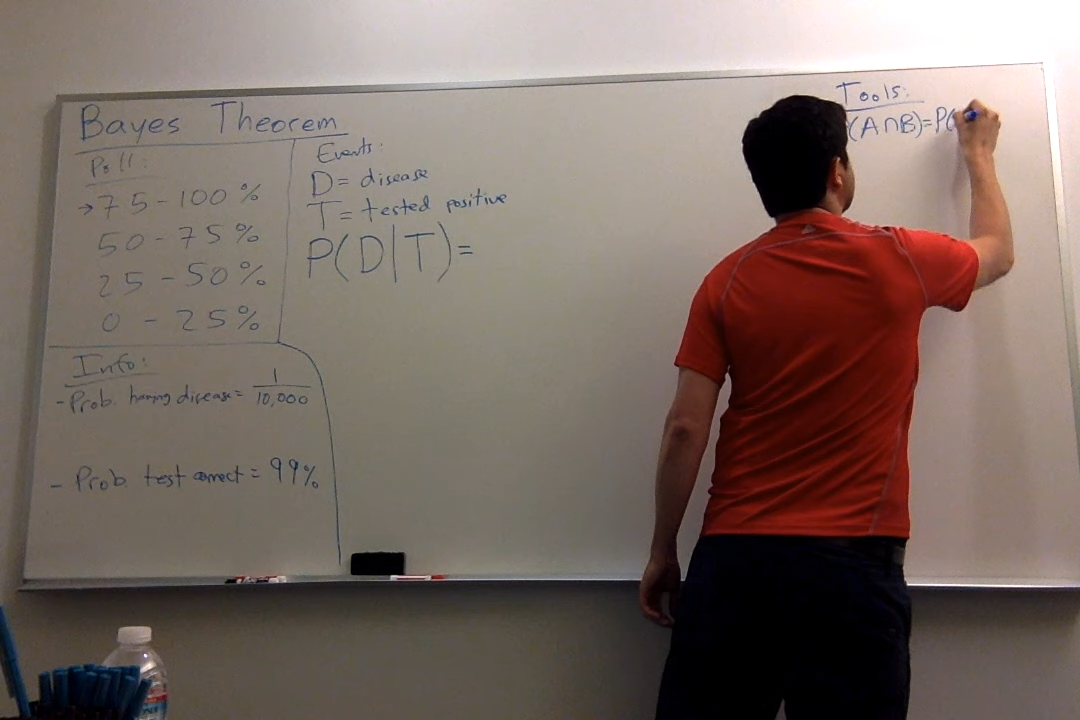 Bayes Theorem
Poll:
→75-100%
50-75%
25-50%
0-25%
Events:
D= disease
T= tested positive
P(D|T)=
Info:
- Prob. having disease= 1/10,000
- Prob test correct = 99%
Tools:
(A∩B)=P(